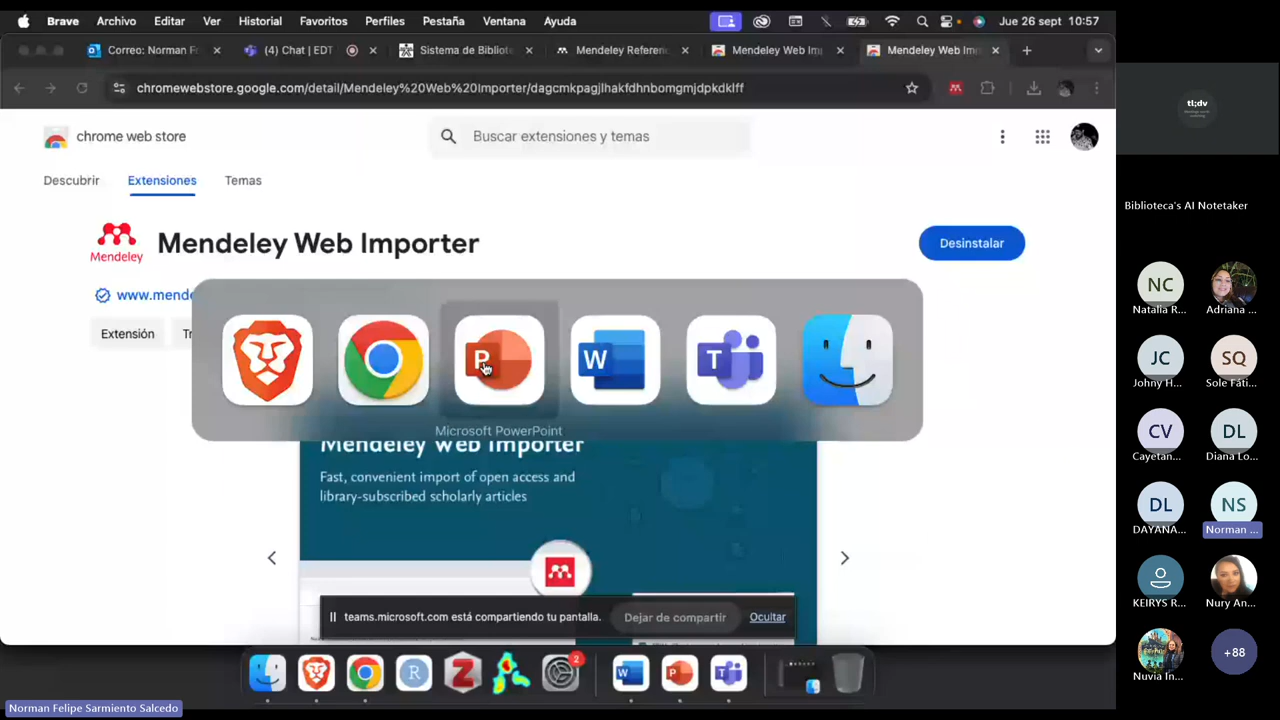 Brave Archivo Editar Ver Historial Favoritos Perfiles Pestaña Ventana Ayuda Jue 26 sept 10:57
Correo: Norman F (4) Chat | EDT Sistema de Bibliote Mendeley Referenc Mendeley Web Imp Mendeley Web Im
chromewebstore.google.com/detail/Mendeley%20Web%20Importer/dagcmkpagjlhakfdhnbomgmjdpkdklff
chrome web store
Buscar extensiones y temas
Descubrir Extensiones Temas
Mendeley
Mendeley Web Importer
Desinstalar
www.mende
Extensión Tr
Microsoft PowerPoint
Mendeley Web Importer
Fast, convenient import of open access and
library-subscribed scholarly articles
teams.microsoft.com está compartiendo tu pantalla. Dejar de compartir Ocultar
2
Norman Felipe Sarmiento Salcedo
tl;dv
Biblioteca's AI Notetaker
NC
Natalia R... Adriana ...
JC SQ
Johny H... Sole Fáti...
CV DL
Cayetan... Diana Lo...
DL NS
DAYANA... Norman ...
KEIRYS R... Nury An...
+88
Nuvia In...